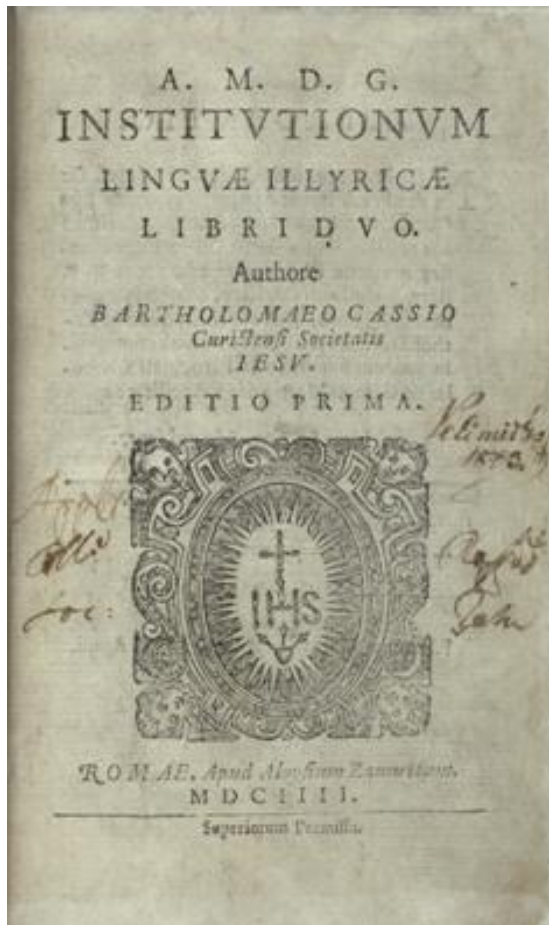 A. M. D. G.
INSTITVTIONVM
LINGVÆ ILLYRICÆ
LIBRI DVO.
Authore
BARTHOLOMAEO CASSIO
Curictensi Societatis
IESV.
EDITIO PRIMA.
IHS
ROMAE, Apud Aloysium Zannettum.
MDCIIII.
Superiorum Permissu.